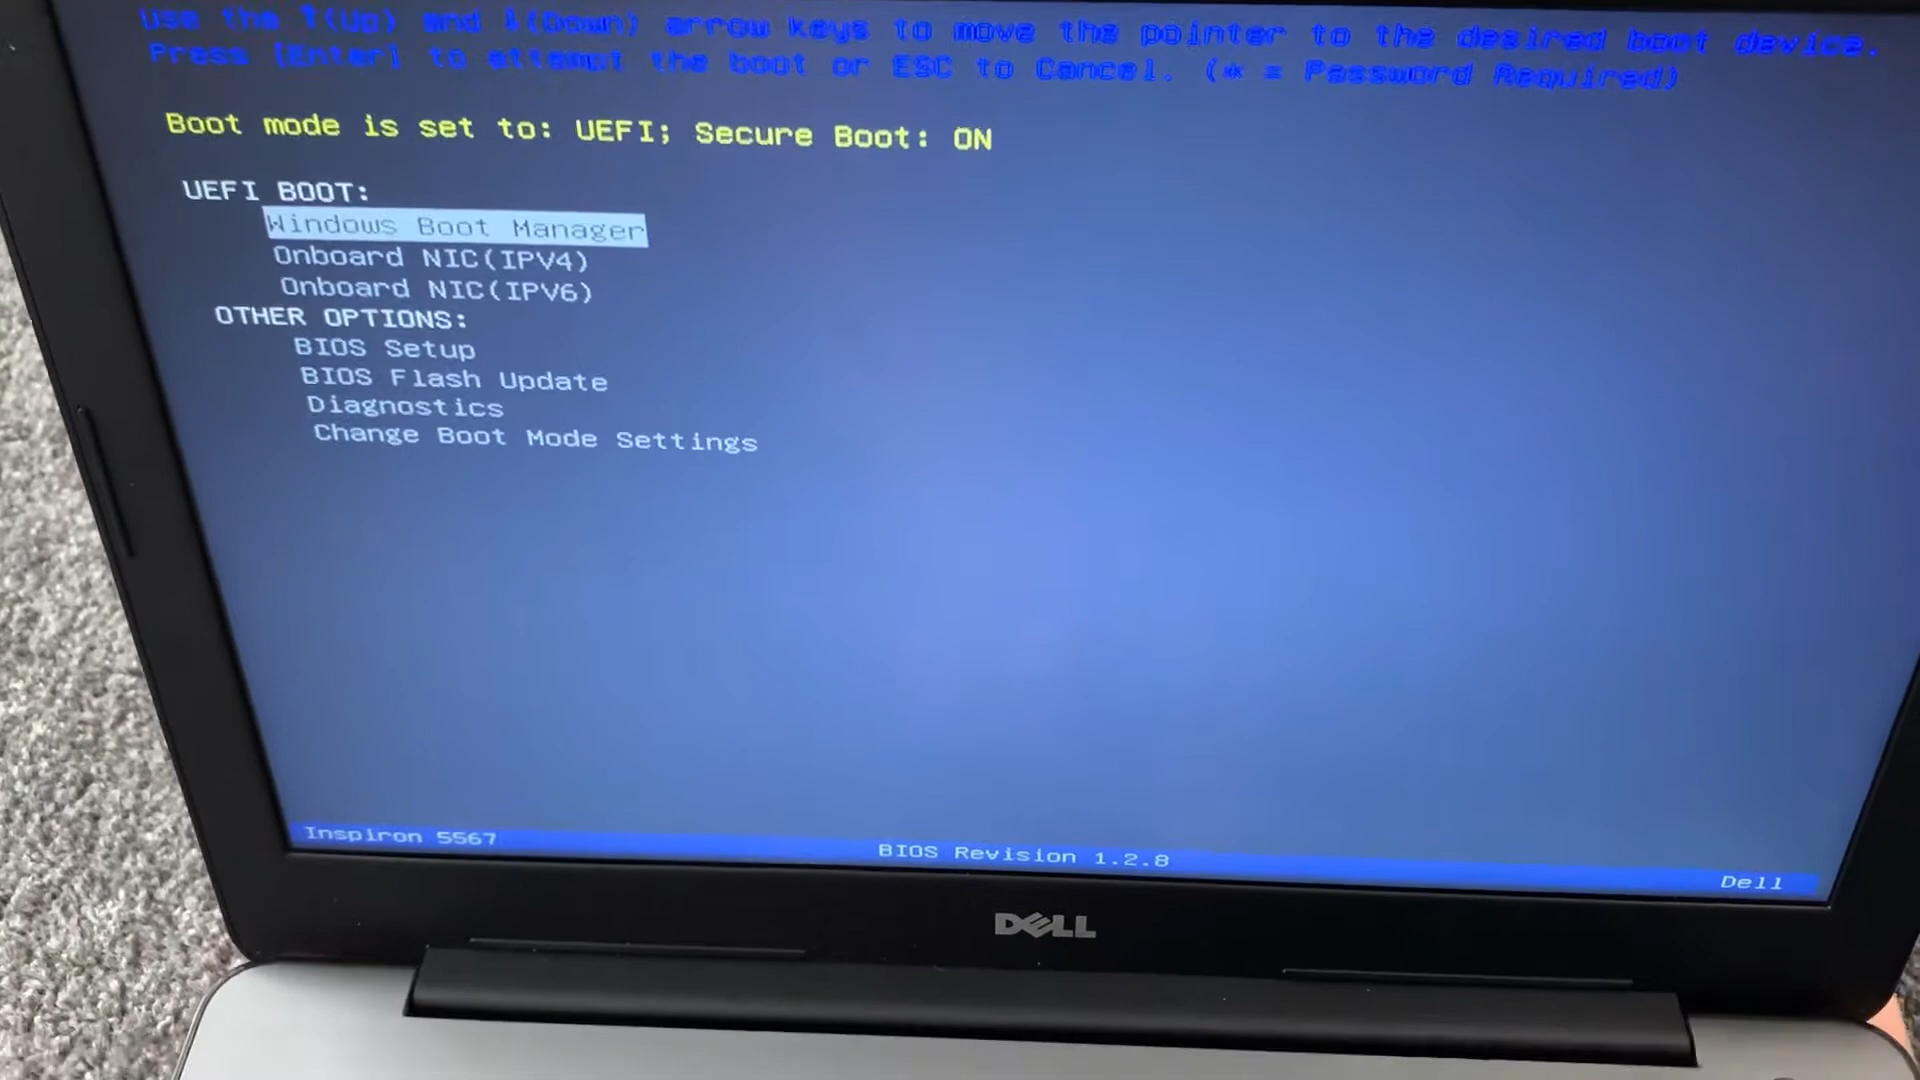 Use the ↑(Up) and ↓(Down) arrow keys to move the pointer to the desired boot device.
Press [Enter] to attempt the boot or ESC to Cancel. (* = Password Required)
Boot mode is set to: UEFI; Secure Boot: ON
UEFI BOOT:
Windows Boot Manager
Onboard NIC(IPV4)
Onboard NIC(IPV6)
OTHER OPTIONS:
BIOS Setup
BIOS Flash Update
Diagnostics
Change Boot Mode Settings
Inspiron 5567
BIOS Revision 1.2.8
Dell
DELL